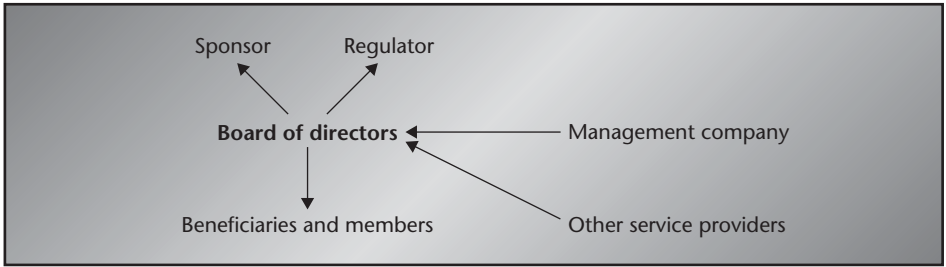 Sponsor Regulator
Board of directors Management company
Beneficiaries and members Other service providers